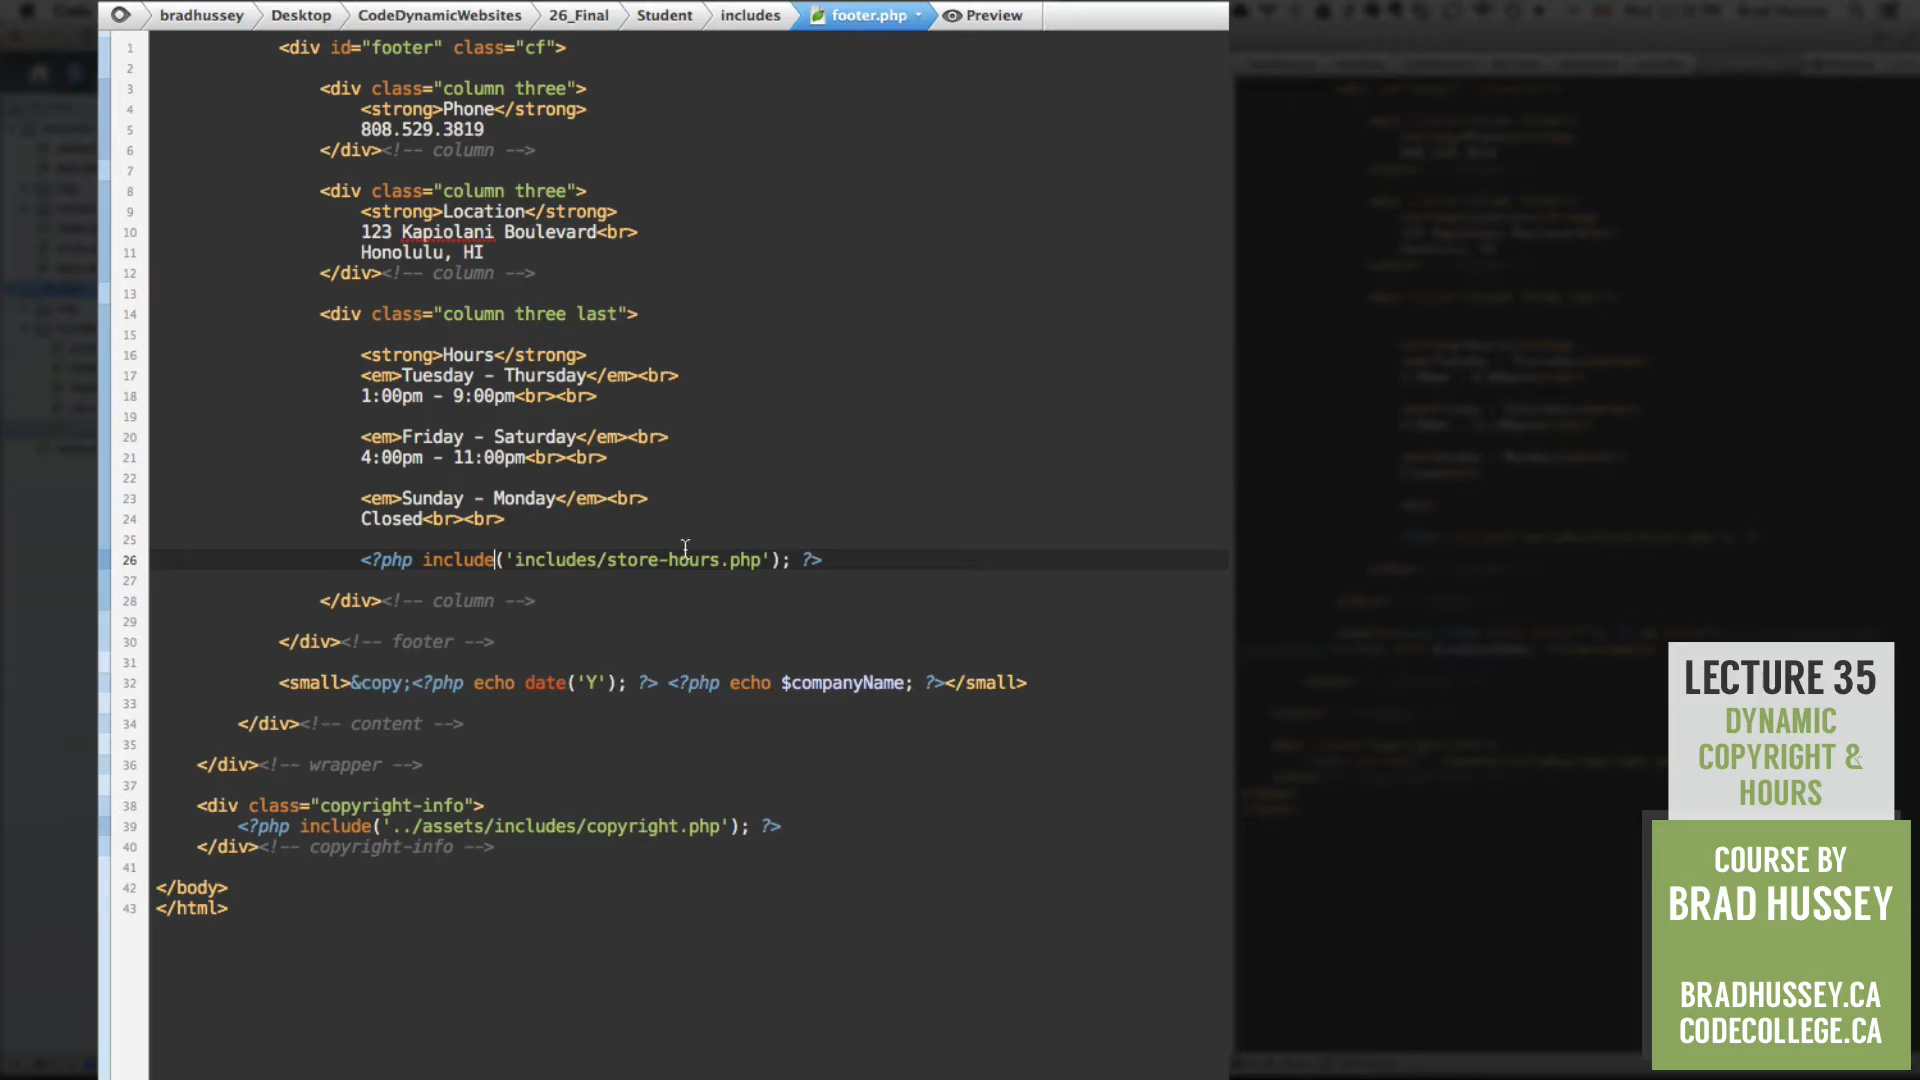 bradhussey Desktop CodeDynamicWebsites 26_Final Student includes footer.php Preview
1 <div id="footer" class="cf">
2
3 <div class="column three">
4 <strong>Phone</strong>
5 808.529.3819
6 </div><!-- column -->
7
8 <div class="column three">
9 <strong>Location</strong>
10 123 Kapiolani Boulevard<br>
11 Honolulu, HI
12 </div><!-- column -->
13
14 <div class="column three last">
15
16 <strong>Hours</strong>
17 <em>Tuesday - Thursday</em><br>
18 1:00pm - 9:00pm<br><br>
19
20 <em>Friday - Saturday</em><br>
21 4:00pm - 11:00pm<br><br>
22
23 <em>Sunday - Monday</em><br>
24 Closed<br><br>
25
26 <?php include('includes/store-hours.php'); ?>
27
28 </div><!-- column -->
29
30 </div><!-- footer -->
31
32 <small>&copy;<?php echo date('Y'); ?> <?php echo $companyName; ?></small>
33
34 </div><!-- content -->
35
36 </div><!-- wrapper -->
37
38 <div class="copyright-info">
39 <?php include('../assets/includes/copyright.php'); ?>
40 </div><!-- copyright-info -->
41
42 </body>
43 </html>
LECTURE 35
DYNAMIC
COPYRIGHT &
HOURS
COURSE BY
BRAD HUSSEY
BRADHUSSEY.CA
CODECOLLEGE.CA